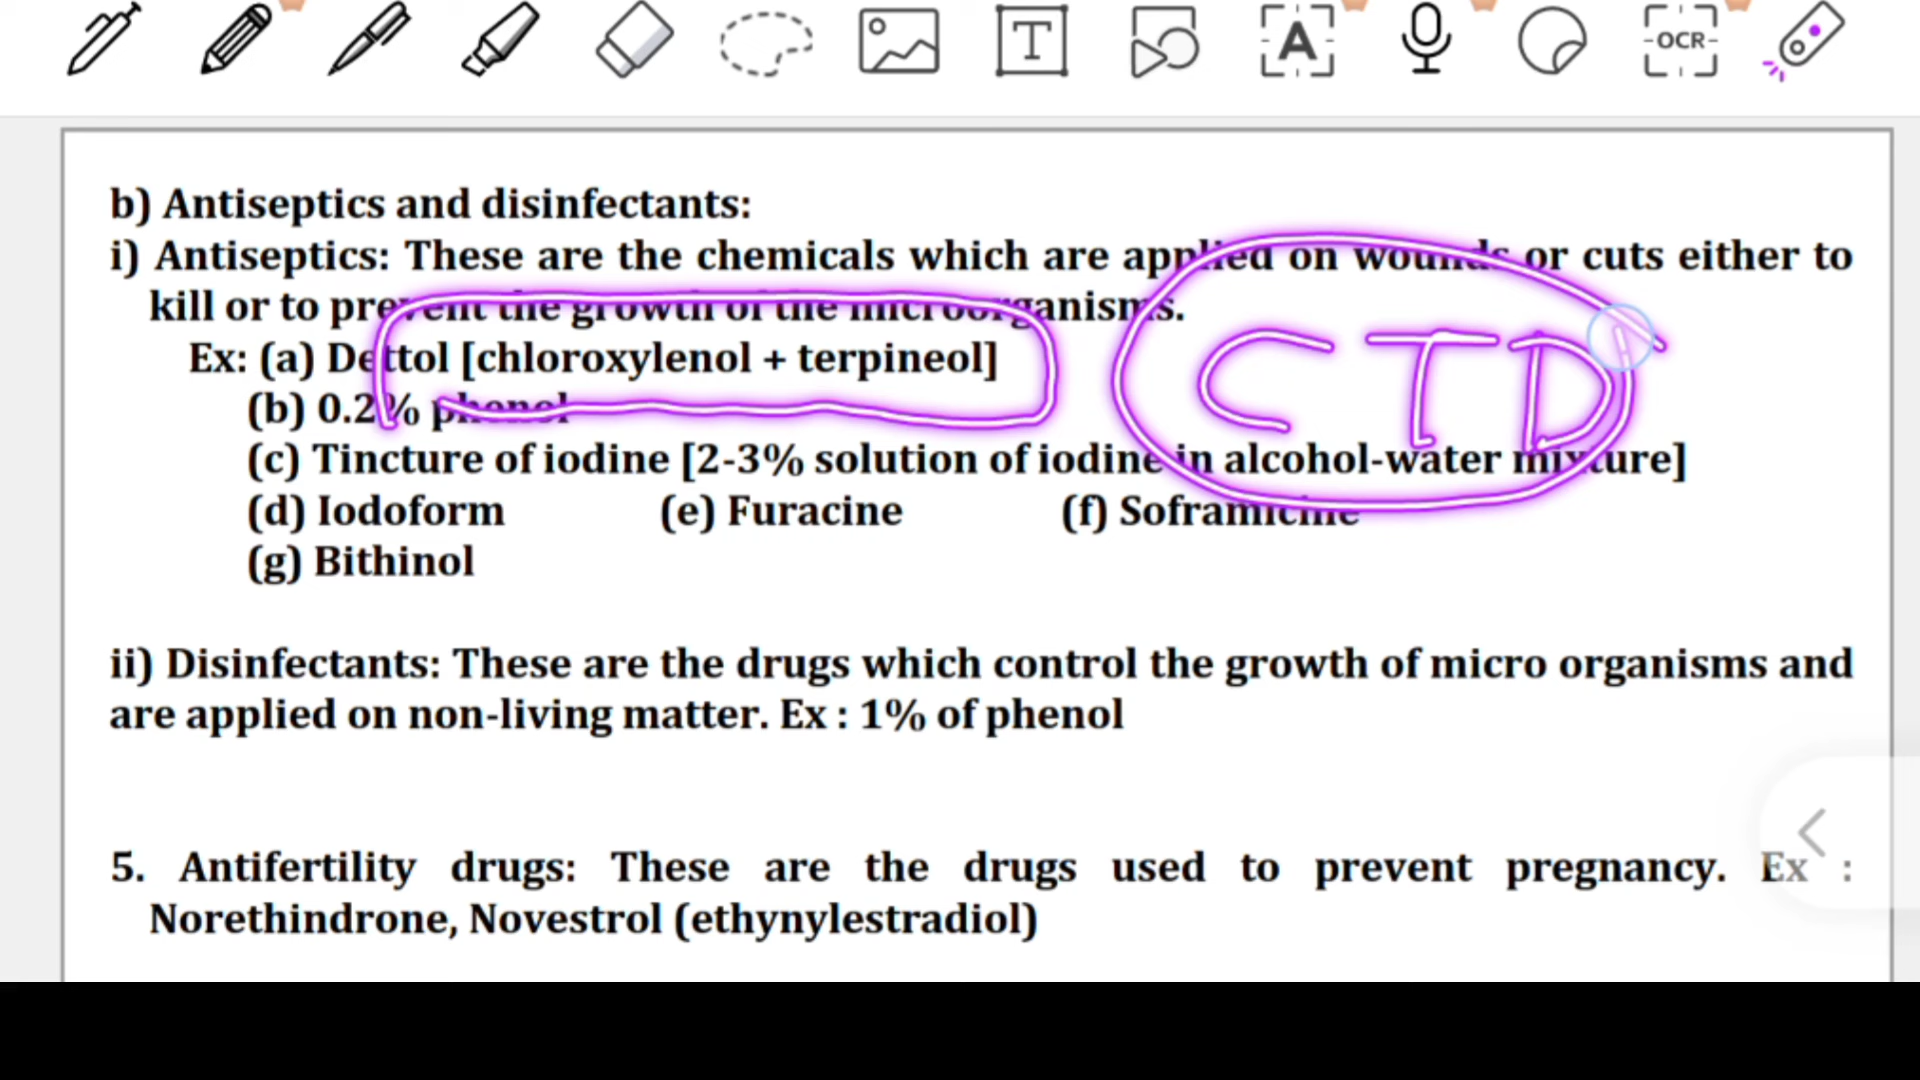 T
A
OCR
b) Antiseptics and disinfectants:
i) Antiseptics: These are the chemicals which are applied on wounds or cuts either to
kill or to prevent the growth of the microorganisms.
Ex: (a) Dettol [chloroxylenol + terpineol]
CTD
(b) 0.2% phenol
(c) Tincture of iodine [2-3% solution of iodine in alcohol-water mixture]
(d) Iodoform (e) Furacine (f) Soframicine
(g) Bithinol
ii) Disinfectants: These are the drugs which control the growth of micro organisms and
are applied on non-living matter. Ex : 1% of phenol
5. Antifertility drugs: These are the drugs used to prevent pregnancy. Ex :
Norethindrone, Novestrol (ethynylestradiol)